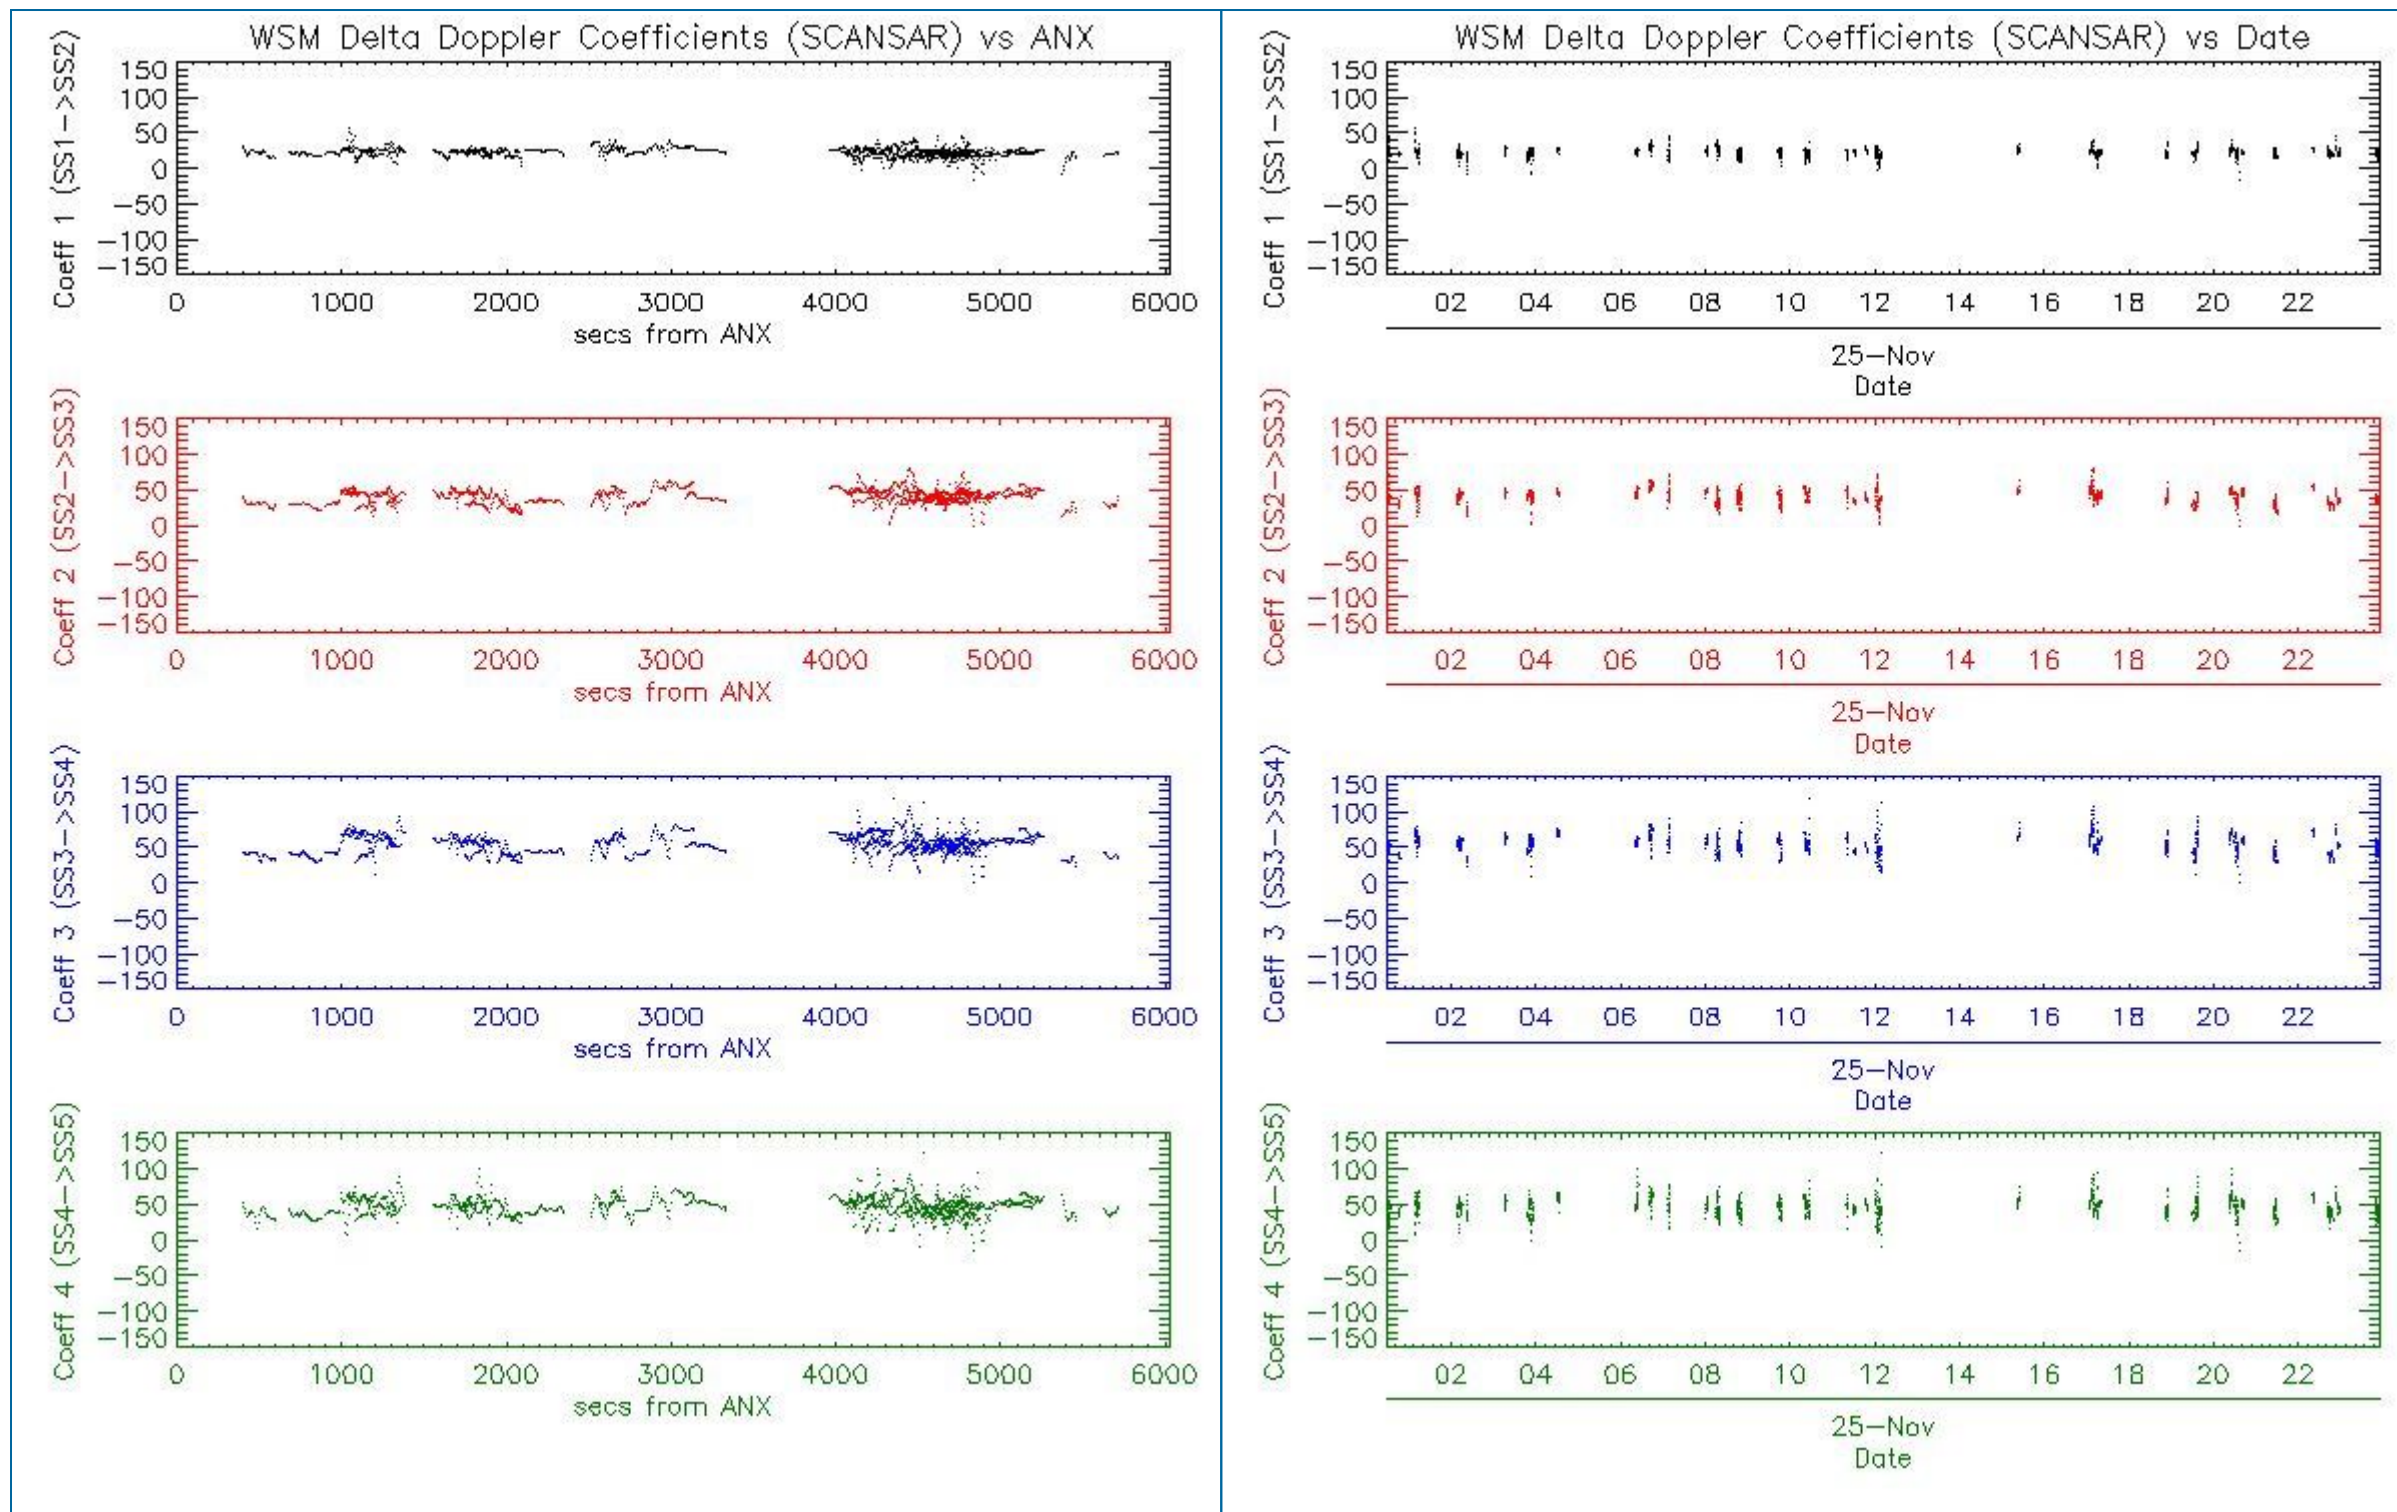 WSM Delta Doppler Coefficients (SCANSAR) vs ANX
Coeff 1 (SS1->SS2)
150
100
50
0
-50
-100
-150
0 1000 2000 3000 4000 5000 6000
secs from ANX
Coeff 2 (SS2->SS3)
150
100
50
0
-50
-100
-150
0 1000 2000 3000 4000 5000 6000
secs from ANX
Coeff 3 (SS3->SS4)
150
100
50
0
-50
-100
-150
0 1000 2000 3000 4000 5000 6000
secs from ANX
Coeff 4 (SS4->SS5)
150
100
50
0
-50
-100
-150
0 1000 2000 3000 4000 5000 6000
secs from ANX
WSM Delta Doppler Coefficients (SCANSAR) vs Date
Coeff 1 (SS1->SS2)
150
100
50
0
-50
-100
-150
02 04 06 08 10 12 14 16 18 20 22
25-Nov
Date
Coeff 2 (SS2->SS3)
150
100
50
0
-50
-100
-150
02 04 06 08 10 12 14 16 18 20 22
25-Nov
Date
Coeff 3 (SS3->SS4)
150
100
50
0
-50
-100
-150
02 04 06 08 10 12 14 16 18 20 22
25-Nov
Date
Coeff 4 (SS4->SS5)
150
100
50
0
-50
-100
-150
02 04 06 08 10 12 14 16 18 20 22
25-Nov
Date